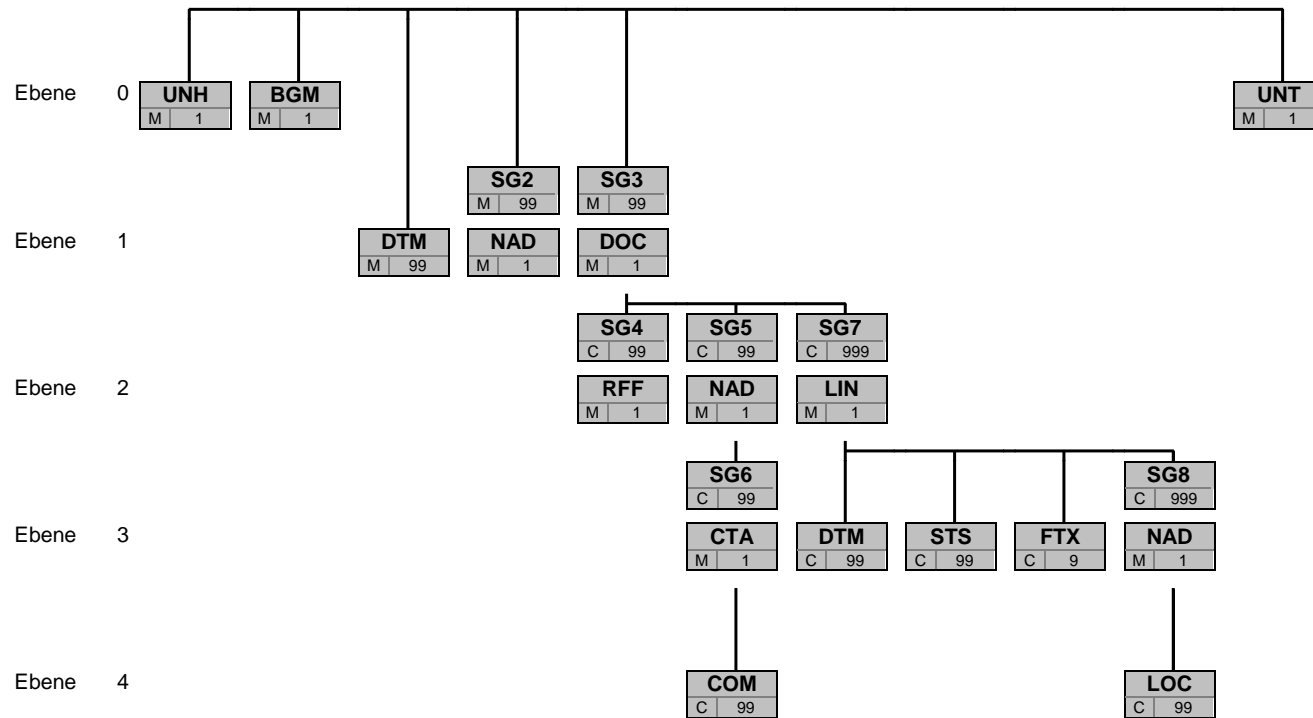 Ebene 0 UNH BGM UNT
M 1 M 1 M 1
SG2 SG3
M 99 M 99
Ebene 1 DTM NAD DOC
M 99 M 1 M 1
SG4 SG5 SG7
C 99 C 99 C 999
Ebene 2 RFF NAD LIN
M 1 M 1 M 1
SG6 SG8
C 99 C 999
Ebene 3 CTA DTM STS FTX NAD
M 1 C 99 C 99 C 9 M 1
Ebene 4 COM LOC
C 99 C 99